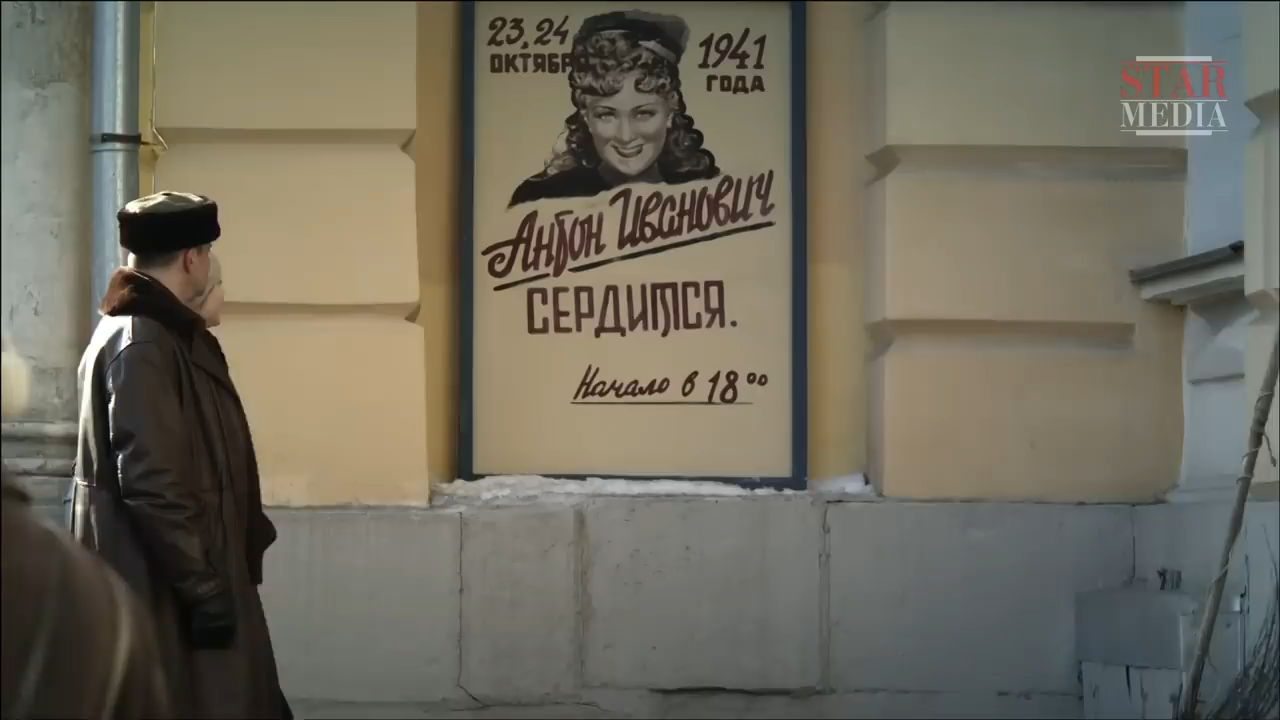 23, 24
ОКТЯБРЯ
1941
ГОДА
Антон Иванович
СЕРДИТСЯ.
Начало в 18⁰⁰
STAR
MEDIA